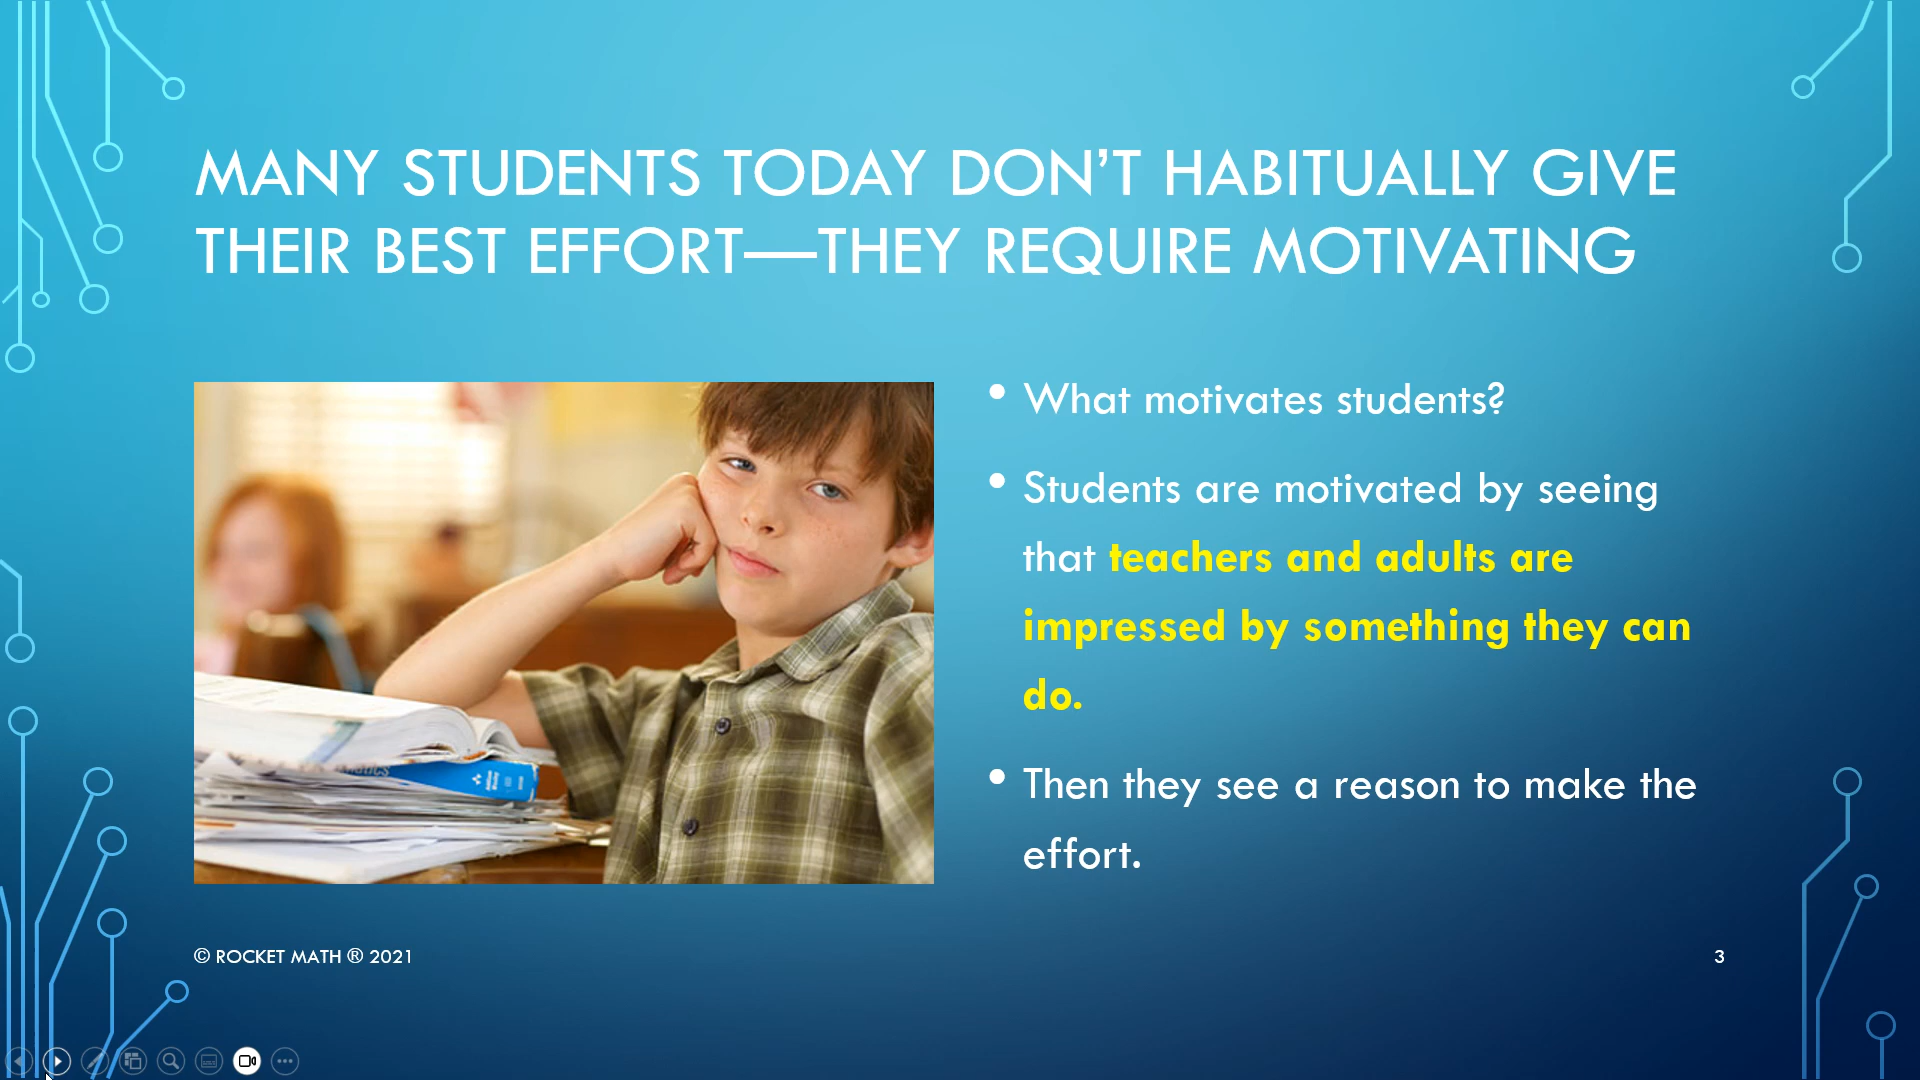 MANY STUDENTS TODAY DON’T HABITUALLY GIVE
THEIR BEST EFFORT—THEY REQUIRE MOTIVATING
• What motivates students?
• Students are motivated by seeing
that teachers and adults are
impressed by something they can
do.
• Then they see a reason to make the
effort.
© ROCKET MATH ® 2021
3